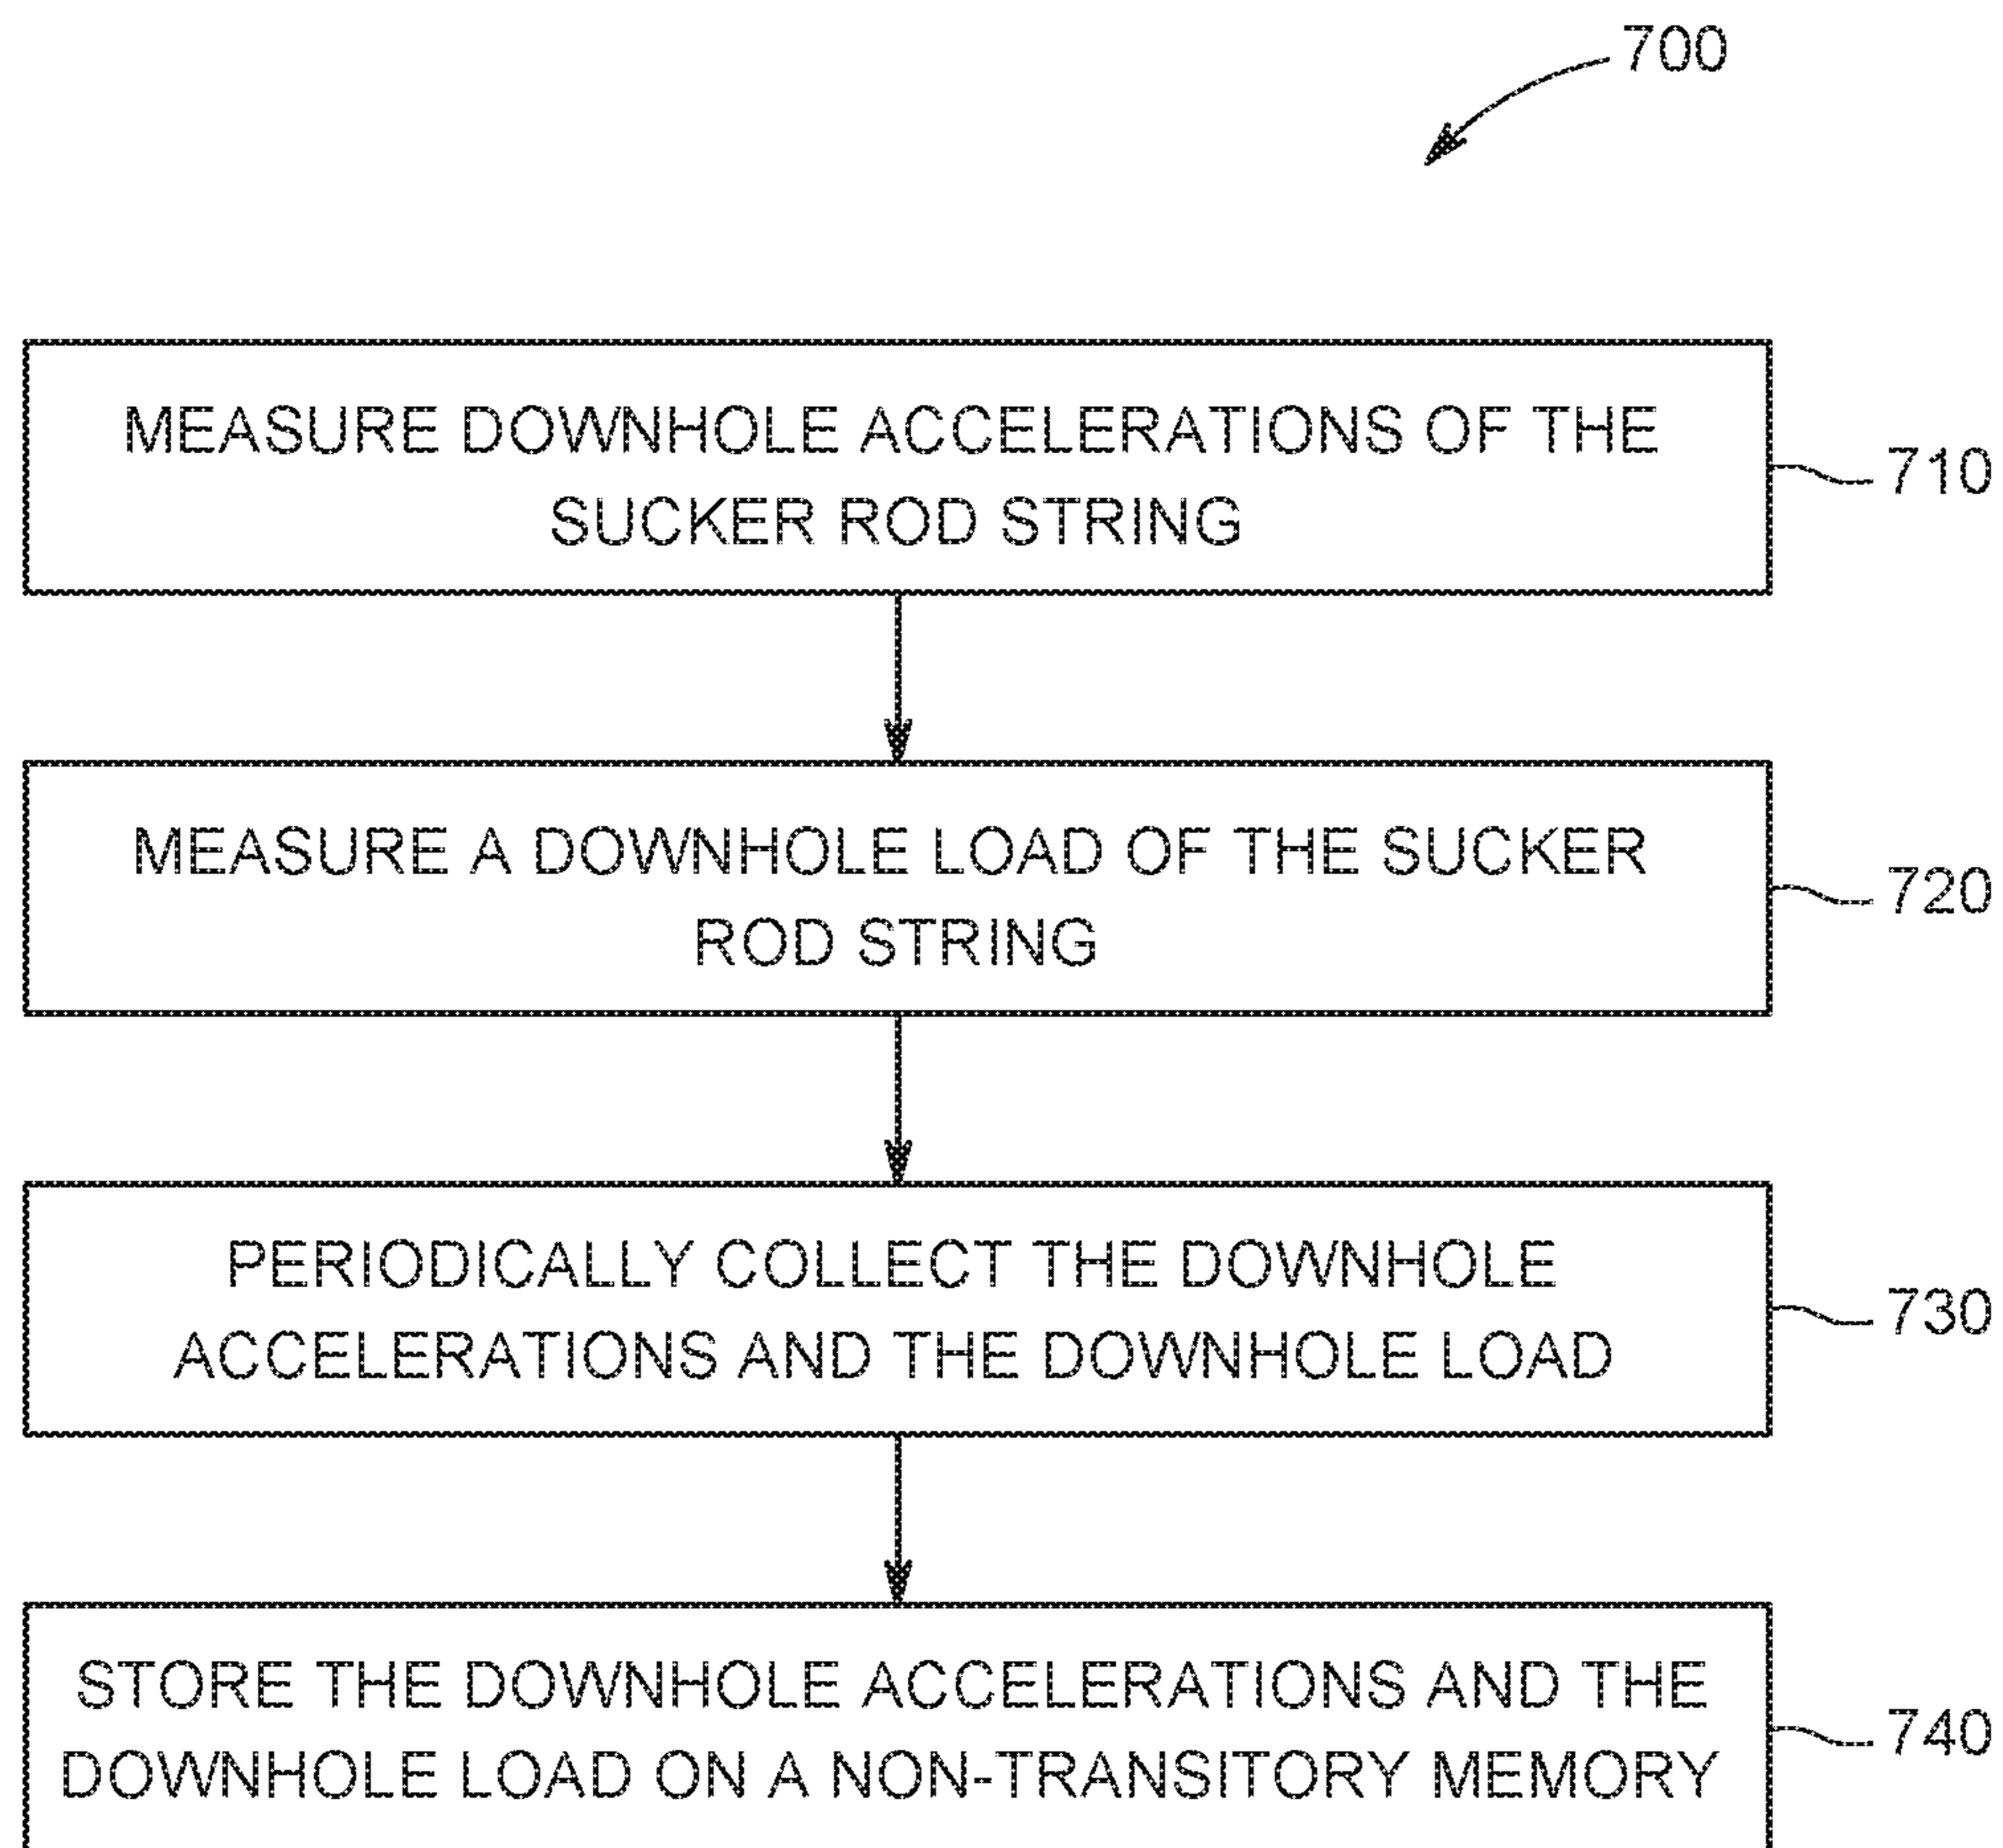 700
MEASURE DOWNHOLE ACCELERATIONS OF THE
SUCKER ROD STRING
710
MEASURE A DOWNHOLE LOAD OF THE SUCKER
ROD STRING
720
PERIODICALLY COLLECT THE DOWNHOLE
ACCELERATIONS AND THE DOWNHOLE LOAD
730
STORE THE DOWNHOLE ACCELERATIONS AND THE
DOWNHOLE LOAD ON A NON-TRANSITORY MEMORY
740